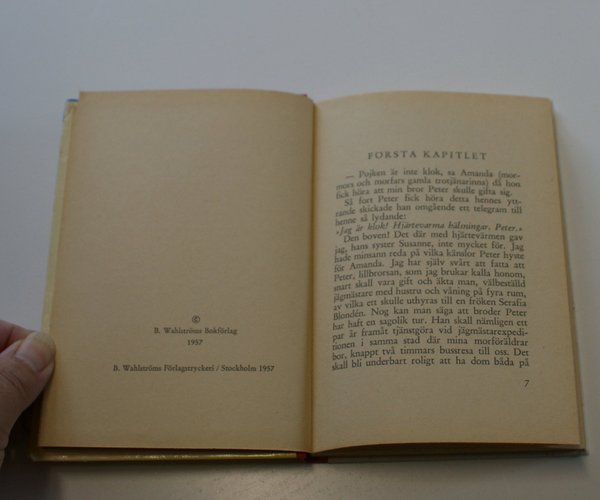 ©
B. Wahlströms Bokförlag
1957
B. Wahlströms Förlagstryckeri / Stockholm 1957
FÖRSTA KAPITLET
— Pojken är inte klok, sa Amanda (mor-
mors och morfars gamla trotjänarinna) då hon
fick höra att min bror Peter skulle gifta sig.
Så fort Peter fick höra detta hennes ytt-
rande skickade han omgående ett telegram till
henne så lydande:
»Jag är klok! Hjärtevarma hälsningar. Peter.»
Den boven! Det där med hjärtevärmen gav
jag, hans syster Susanne, inte mycket för. Jag
hade minsann reda på vilka känslor Peter hyste
för Amanda. Jag har själv svårt att fatta att
Peter, lillbrorsan, som jag brukar kalla honom,
snart skall vara gift och äkta man, välbeställd
jägmästare med hustru och våning på fyra rum,
av vilka ett skulle uthyras till en fröken Serafia
Blondén. Nog kan man säga att broder Peter
har haft en sagolik tur. Han skall nämligen ett
par år framåt tjänstgöra vid jägmästarexpedi-
tionen i samma stad där mina morföräldrar
bor, knappt två timmars bussresa till oss. Det
skall bli underbart roligt att ha dom båda på
7